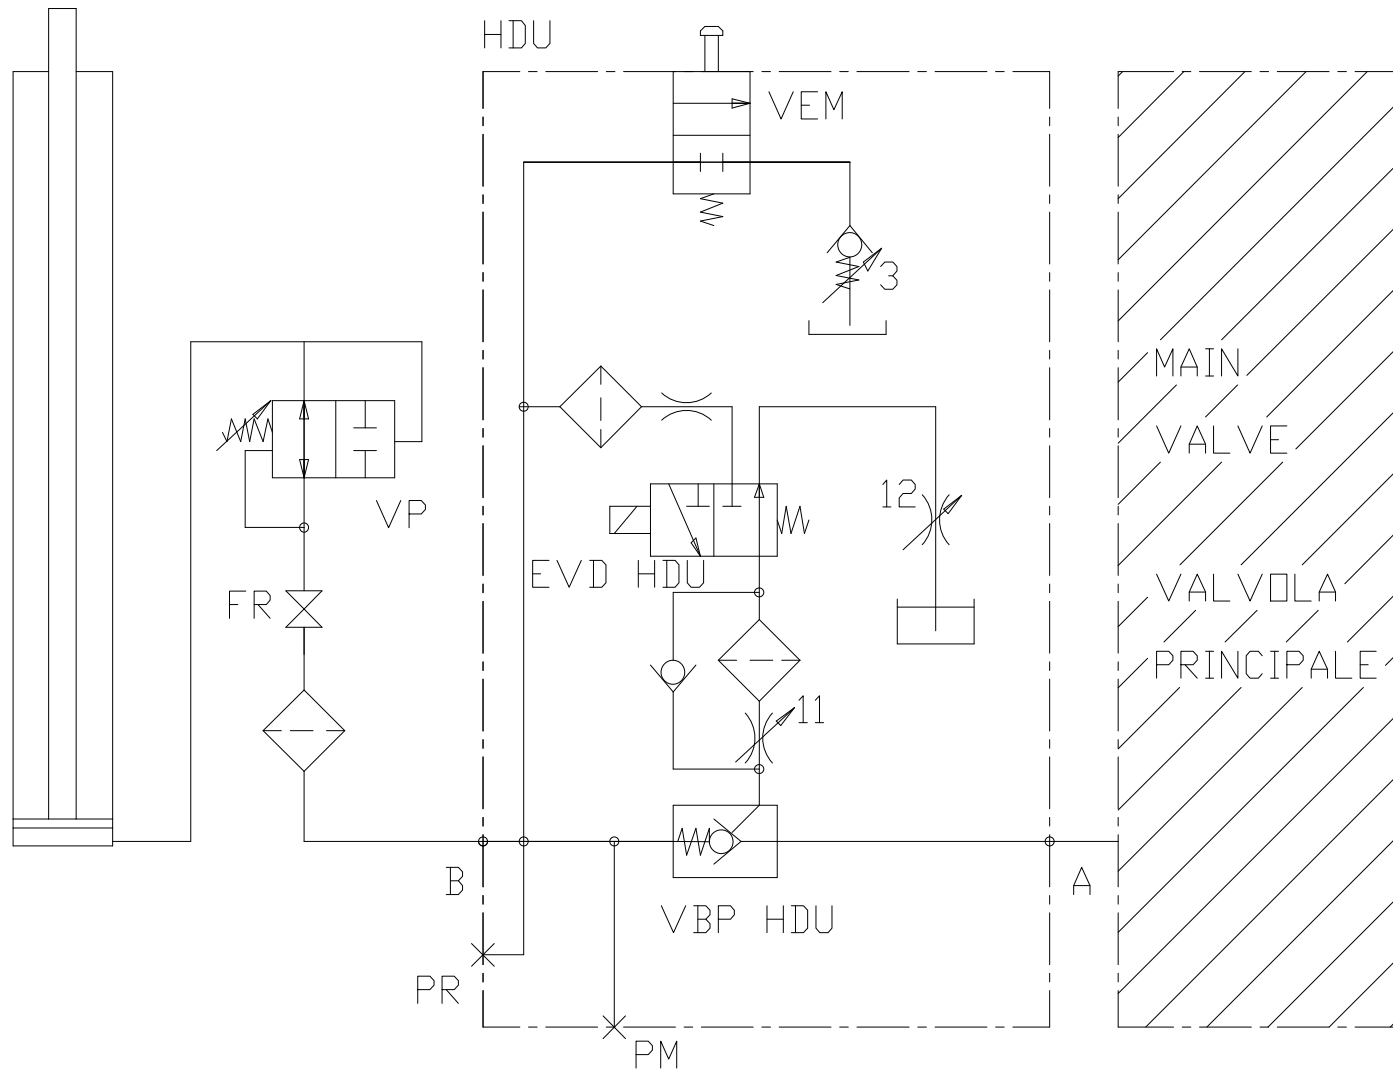 HDU
VEM
3
MAIN
VALVE
VP
12
EVD HDU
VALVOLA
FR
PRINCIPALE
11
B
A
VBP HDU
PR
PM